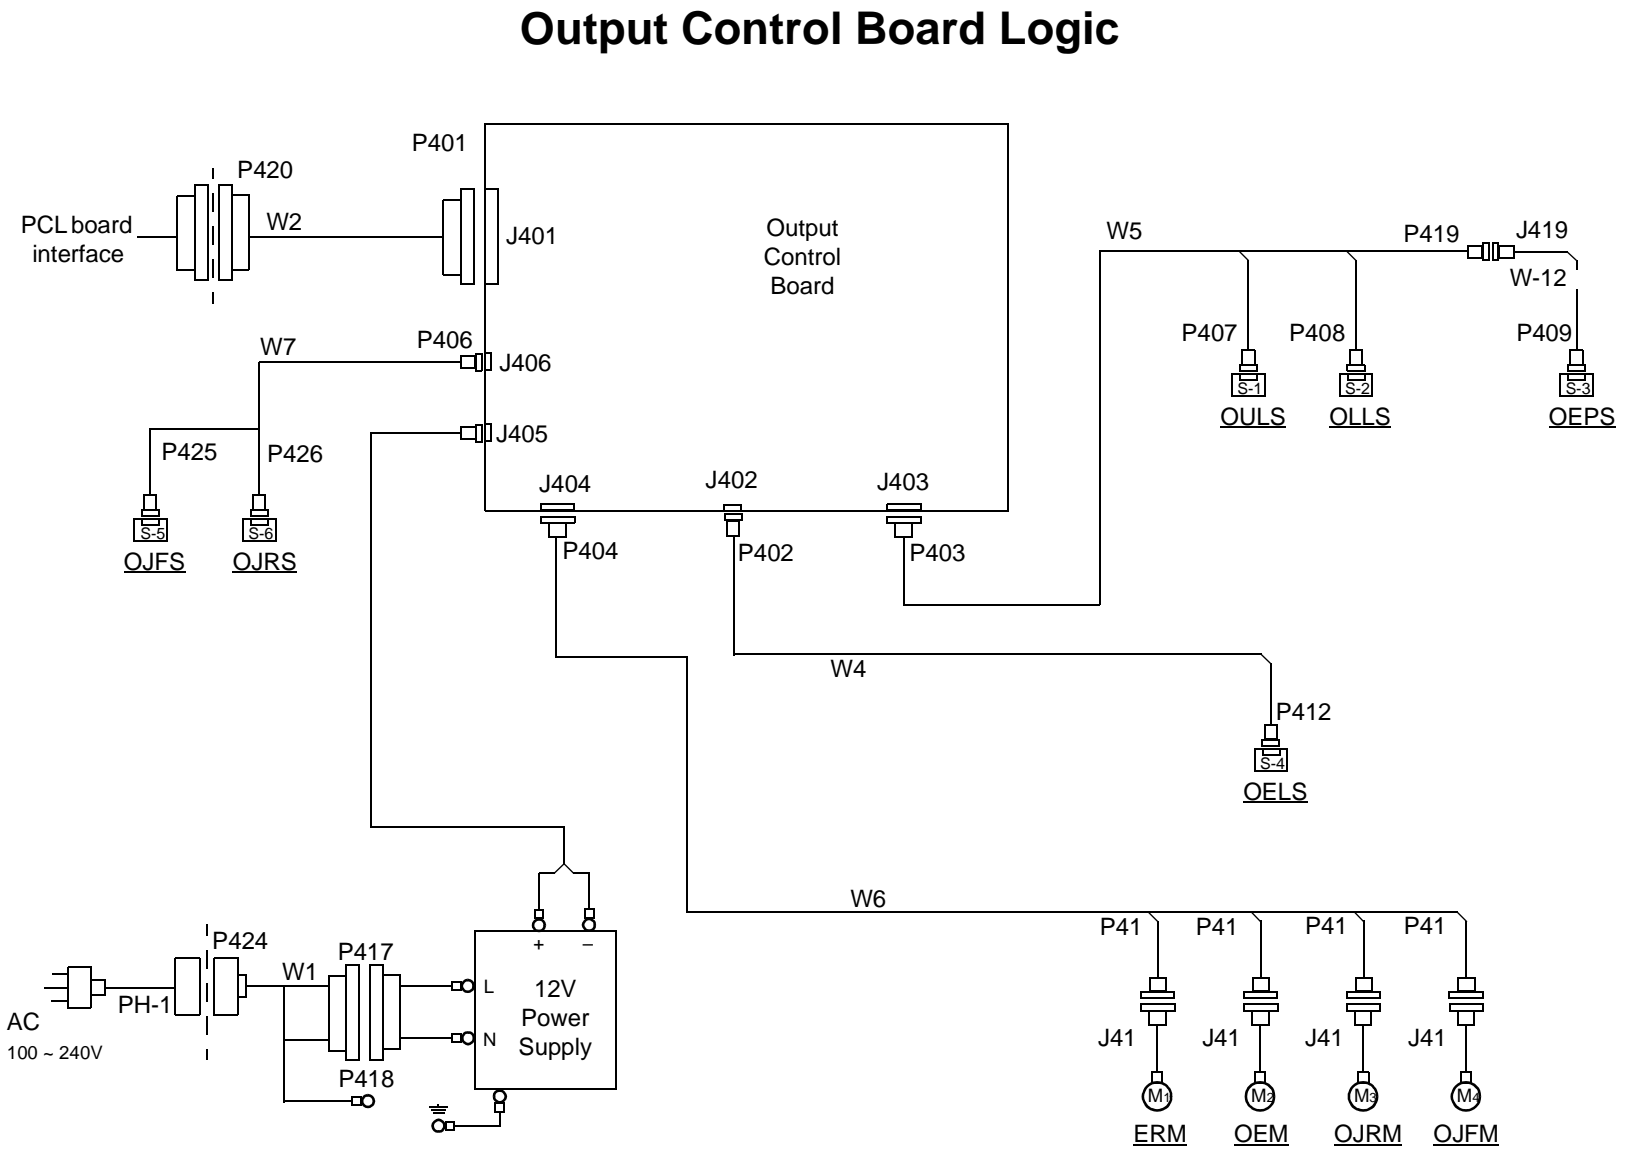 Output Control Board Logic
P401
P420
PCL board
interface
W2
J401
Output
Control
Board
W5
P419
J419
W-12
P407
P408
P409
S-1
S-2
S-3
OULS
OLLS
OEPS
W7
P406
J406
J405
P425
P426
S-5
S-6
OJFS
OJRS
J404
J402
J403
P404
P402
P403
W4
P412
S-4
OELS
W6
P41
P41
P41
P41
J41
J41
J41
J41
M1
M2
M3
M4
ERM
OEM
OJRM
OJFM
P424
W1
P417
PH-1
AC
100 ~ 240V
P418
+
–
L
N
12V
Power
Supply